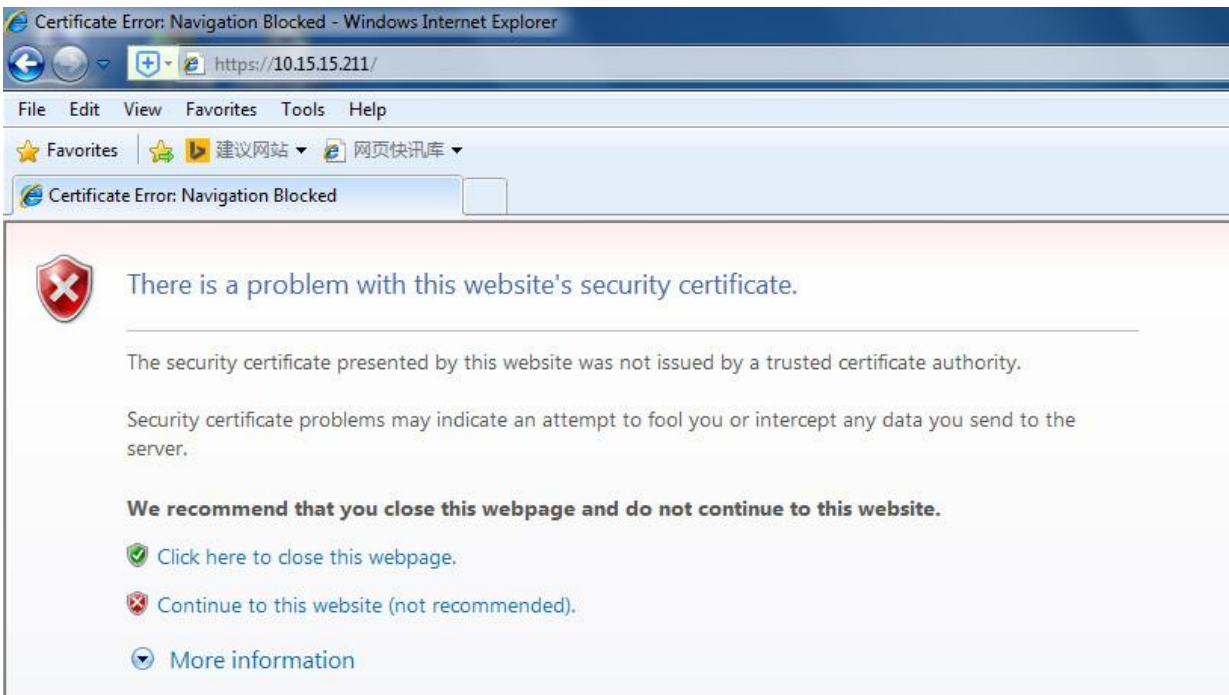 Certificate Error: Navigation Blocked - Windows Internet Explorer
https://10.15.15.211/
File Edit View Favorites Tools Help
Favorites 建议网站 网页快讯库
Certificate Error: Navigation Blocked
There is a problem with this website's security certificate.
The security certificate presented by this website was not issued by a trusted certificate authority.
Security certificate problems may indicate an attempt to fool you or intercept any data you send to the
server.
We recommend that you close this webpage and do not continue to this website.
Click here to close this webpage.
Continue to this website (not recommended).
More information